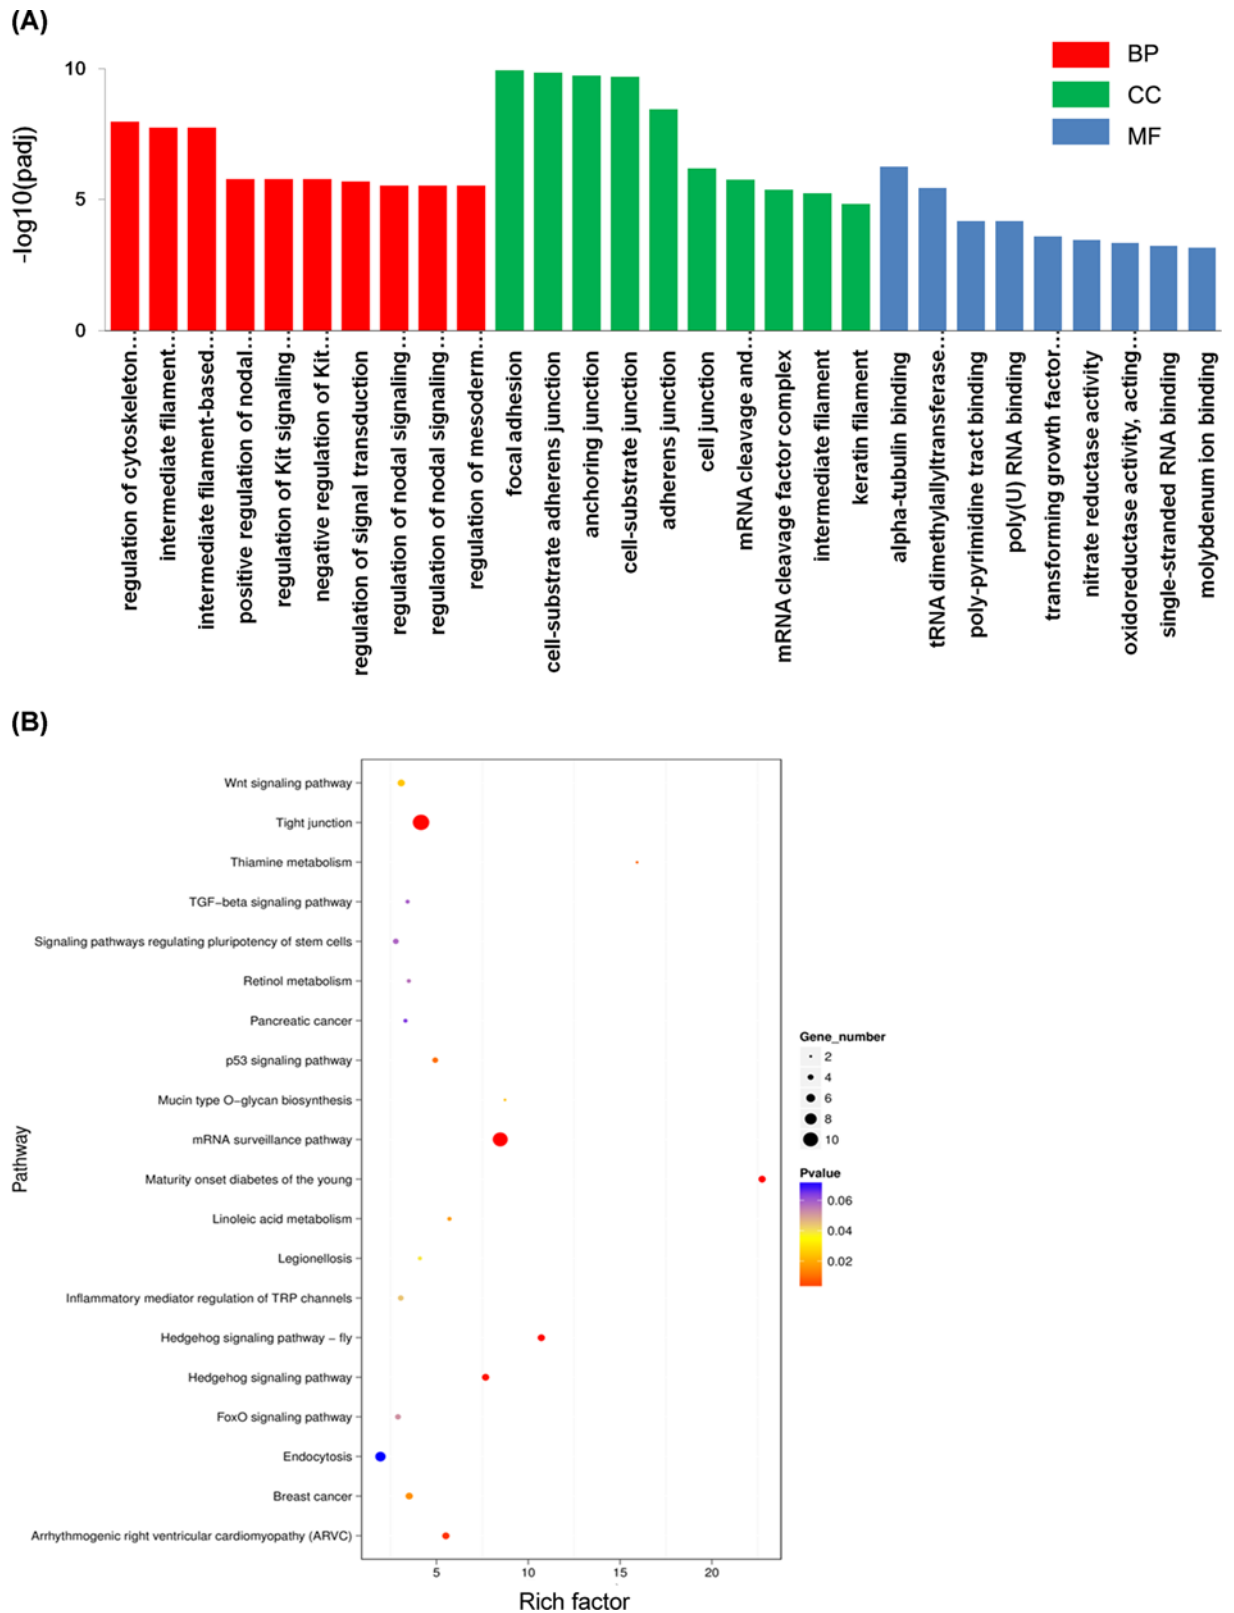 (A)
BP
CC
MF
-log10(padj)
10
5
0
regulation of cytoskeleton...
intermediate filament...
intermediate filament-based...
positive regulation of nodal...
regulation of Kit signaling...
negative regulation of Kit...
regulation of signal transduction
regulation of nodal signaling...
regulation of nodal signaling...
regulation of mesoderm...
focal adhesion
cell-substrate adherens junction
anchoring junction
cell-substrate junction
adherens junction
cell junction
mRNA cleavage and...
mRNA cleavage factor complex
intermediate filament
keratin filament
alpha-tubulin binding
tRNA dimethylallyltransferase...
poly-pyrimidine tract binding
poly(U) RNA binding
transforming growth factor...
nitrate reductase activity
oxidoreductase activity, acting...
single-stranded RNA binding
molybdenum ion binding
(B)
Pathway
Wnt signaling pathway
Tight junction
Thiamine metabolism
TGF−beta signaling pathway
Signaling pathways regulating pluripotency of stem cells
Retinol metabolism
Pancreatic cancer
p53 signaling pathway
Mucin type O−glycan biosynthesis
mRNA surveillance pathway
Maturity onset diabetes of the young
Linoleic acid metabolism
Legionellosis
Inflammatory mediator regulation of TRP channels
Hedgehog signaling pathway − fly
Hedgehog signaling pathway
FoxO signaling pathway
Endocytosis
Breast cancer
Arrhythmogenic right ventricular cardiomyopathy (ARVC)
5 10 15 20
Rich factor
Gene_number
2
4
6
8
10
Pvalue
0.06
0.04
0.02